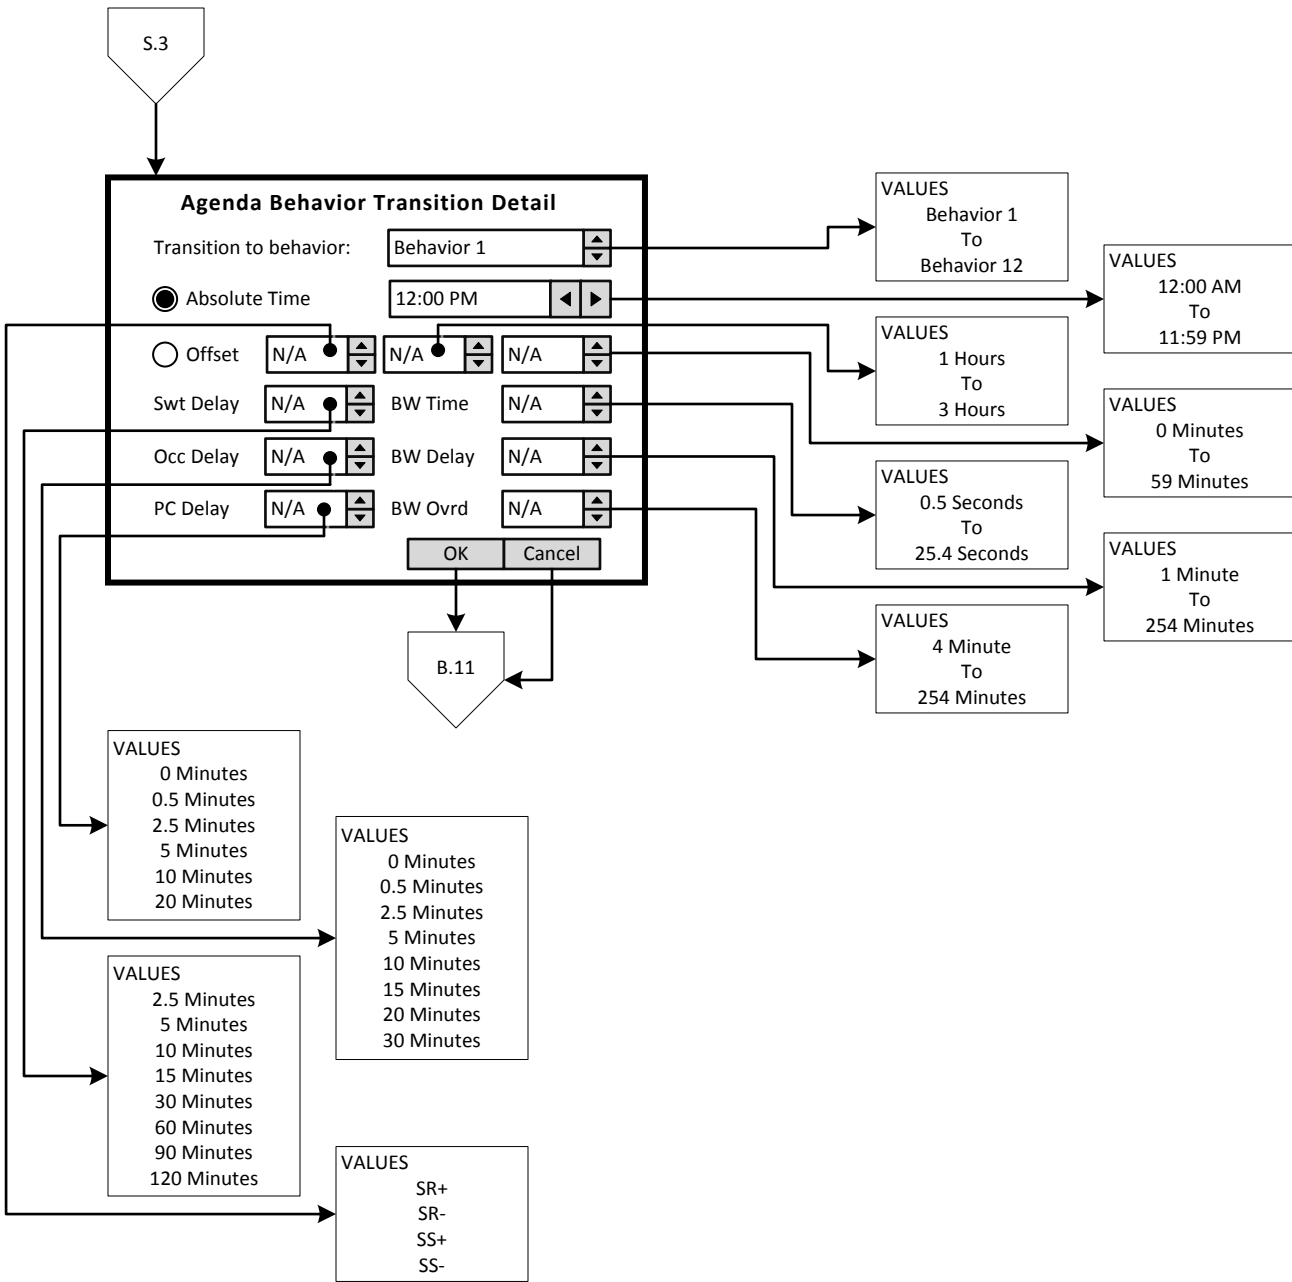 S.3
Agenda Behavior Transition Detail
Transition to behavior: Behavior 1
Absolute Time 12:00 PM
Offset N/A N/A N/A
Swt Delay N/A BW Time N/A
Occ Delay N/A BW Delay N/A
PC Delay N/A BW Ovrd N/A
OK Cancel
B.11
VALUES
Behavior 1
To
Behavior 12
VALUES
12:00 AM
To
11:59 PM
VALUES
1 Hours
To
3 Hours
VALUES
0 Minutes
To
59 Minutes
VALUES
0.5 Seconds
To
25.4 Seconds
VALUES
1 Minute
To
254 Minutes
VALUES
4 Minute
To
254 Minutes
VALUES
0 Minutes
0.5 Minutes
2.5 Minutes
5 Minutes
10 Minutes
20 Minutes
VALUES
0 Minutes
0.5 Minutes
2.5 Minutes
5 Minutes
10 Minutes
15 Minutes
20 Minutes
30 Minutes
VALUES
2.5 Minutes
5 Minutes
10 Minutes
15 Minutes
30 Minutes
60 Minutes
90 Minutes
120 Minutes
VALUES
SR+
SR-
SS+
SS-